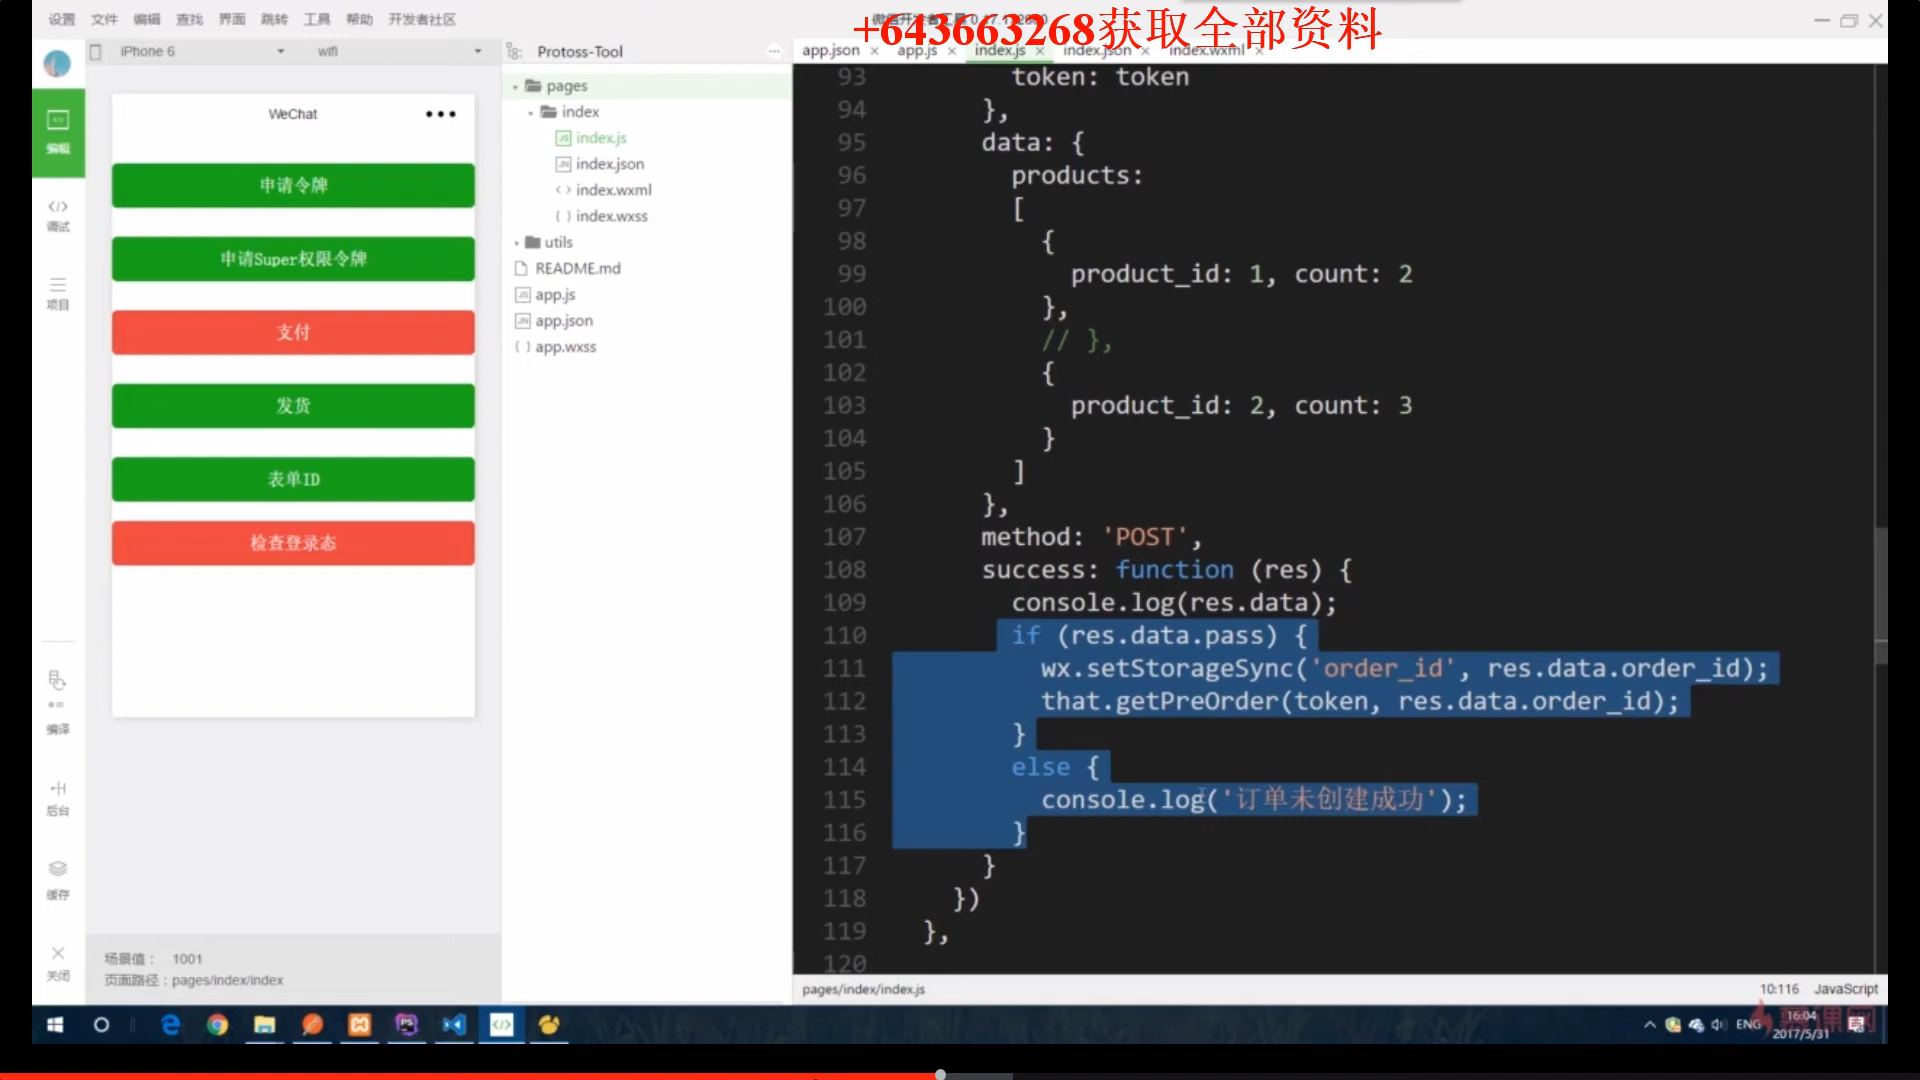 设置 文件 编辑 查找 界面 跳转 工具 帮助 开发者社区
+643663268获取全部资料
iPhone 6 wifi
Protoss-Tool
app.json app.js index.js index.json index.wxml
编辑
调试
项目
编译
后台
缓存
关闭
WeChat
申请令牌
申请Super权限令牌
支付
发货
表单ID
检查登录态
场景值： 1001
页面路径：pages/index/index
pages
index
index.js
index.json
index.wxml
index.wxss
utils
README.md
app.js
app.json
app.wxss
93 token: token
94 },
95 data: {
96 products:
97 [
98 {
99 product_id: 1, count: 2
100 },
101 // },
102 {
103 product_id: 2, count: 3
104 }
105 ]
106 },
107 method: 'POST',
108 success: function (res) {
109 console.log(res.data);
110 if (res.data.pass) {
111 wx.setStorageSync('order_id', res.data.order_id);
112 that.getPreOrder(token, res.data.order_id);
113 }
114 else {
115 console.log('订单未创建成功');
116 }
117 }
118 })
119 },
120
pages/index/index.js 10:116 JavaScript
ENG
16:04
2017/5/31